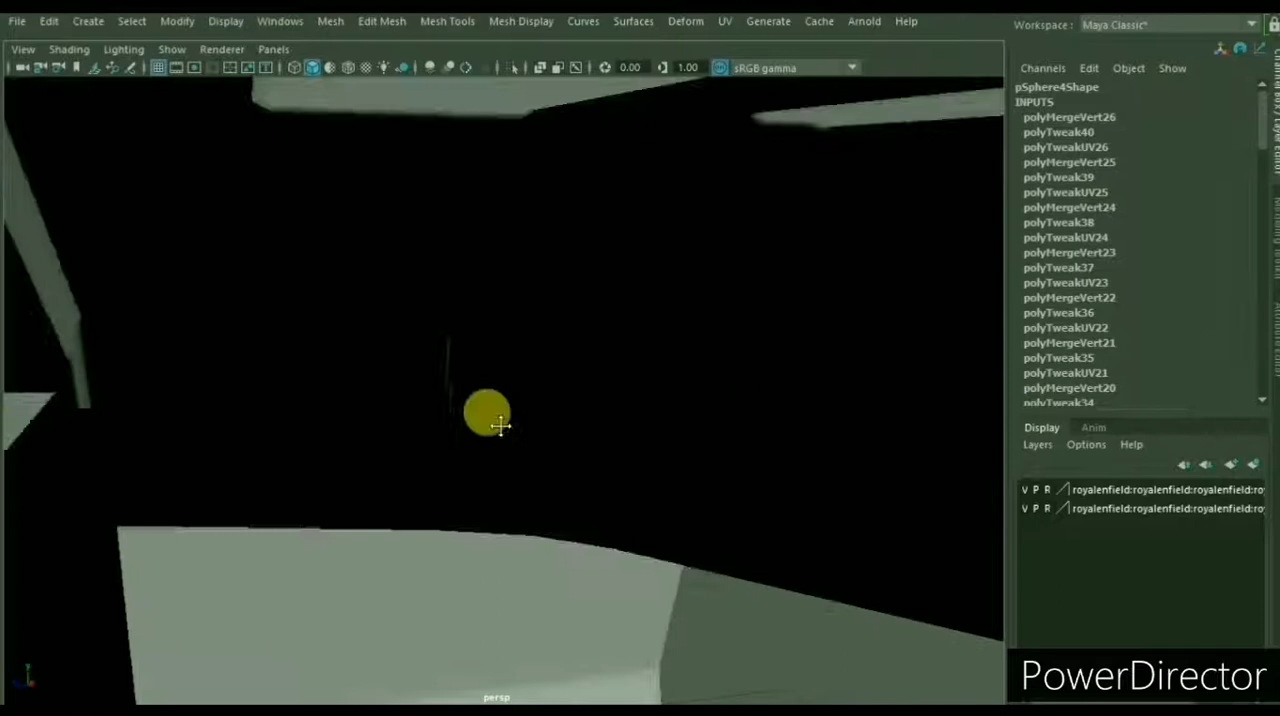 File Edit Create Select Modify Display Windows Mesh Edit Mesh Mesh Tools Mesh Display Curves Surfaces Deform UV Generate Cache Arnold Help
Workspace : Maya Classic*
View Shading Lighting Show Renderer Panels
0.00 1.00 sRGB gamma
Channels Edit Object Show
pSphere4Shape
INPUTS
polyMergeVert26
polyTweak40
polyTweakUV26
polyMergeVert25
polyTweak39
polyTweakUV25
polyMergeVert24
polyTweak38
polyTweakUV24
polyMergeVert23
polyTweak37
polyTweakUV23
polyMergeVert22
polyTweak36
polyTweakUV22
polyMergeVert21
polyTweak35
polyTweakUV21
polyMergeVert20
polyTweak34
Display Anim
Layers Options Help
V P R royalenfield:royalenfield:royalenfield:ro
V P R royalenfield:royalenfield:royalenfield:ro
persp
PowerDirector